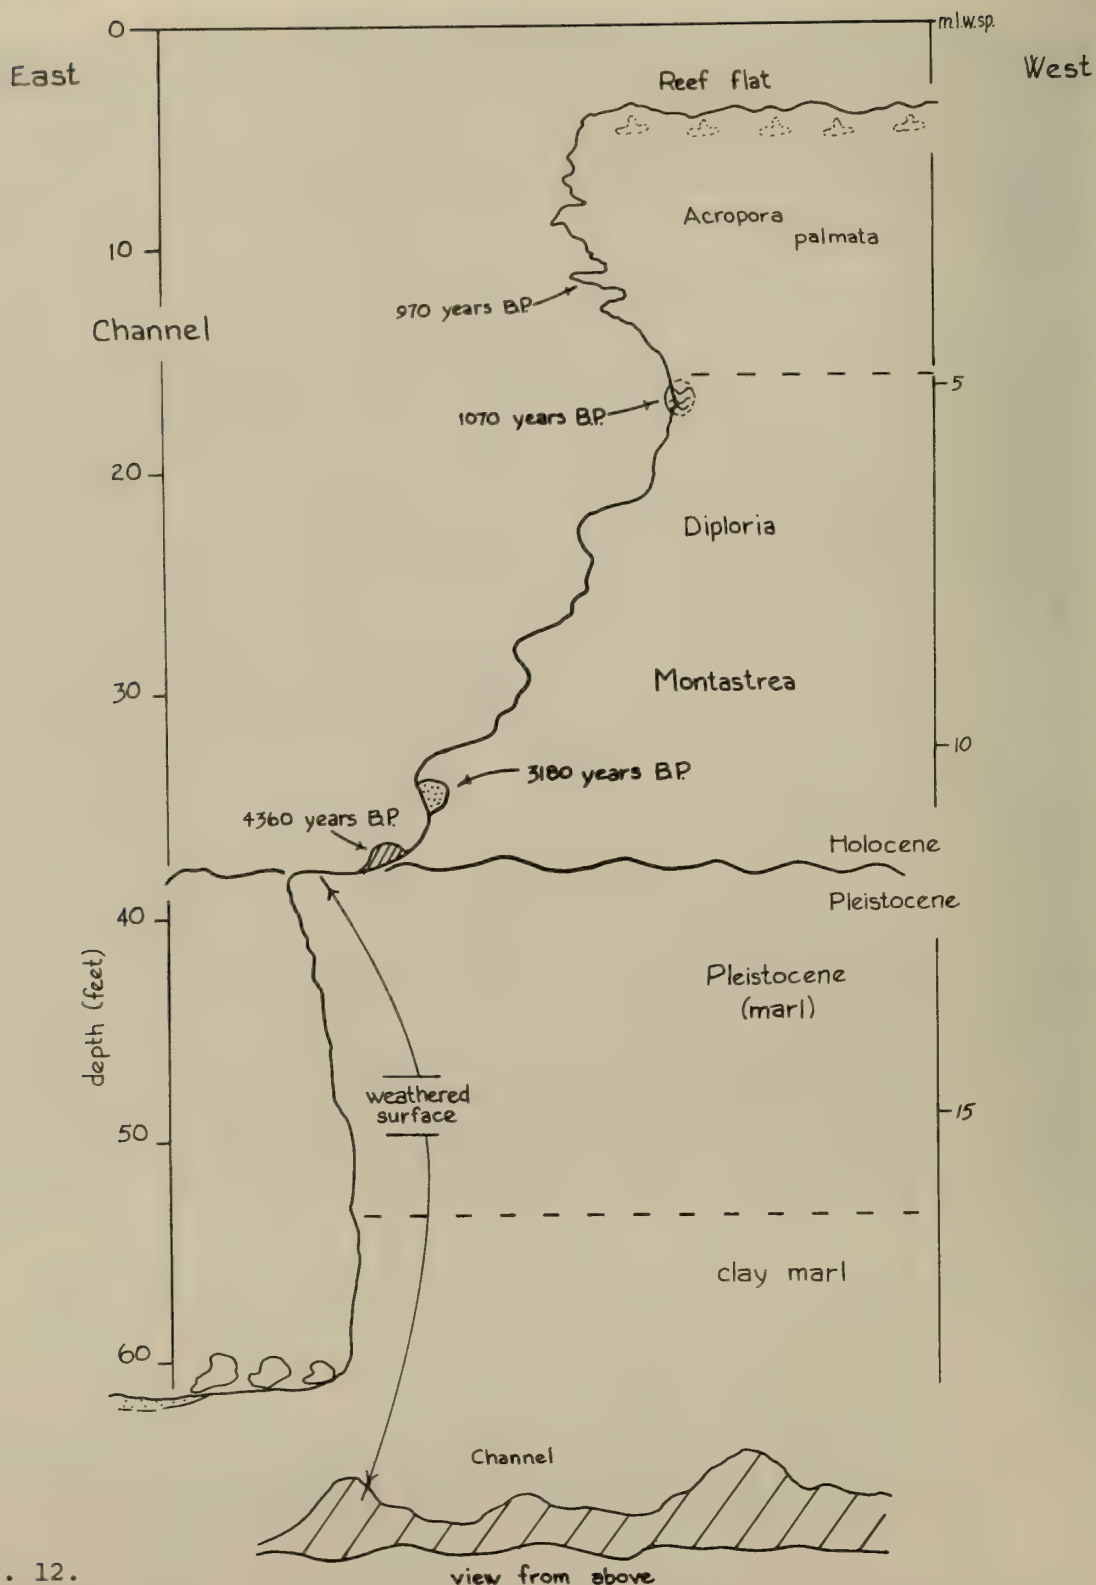 0
m.l.w.sp.
East
West
Reef flat
Acropora
palmata
10
970 years B.P.
Channel
5
1070 years B.P.
20
Diploria
30
Montastrea
10
3180 years B.P.
4360 years B.P.
Holocene
Pleistocene
40
depth (feet)
Pleistocene
(marl)
weathered
surface
15
50
clay marl
60
Channel
. 12.
view from above